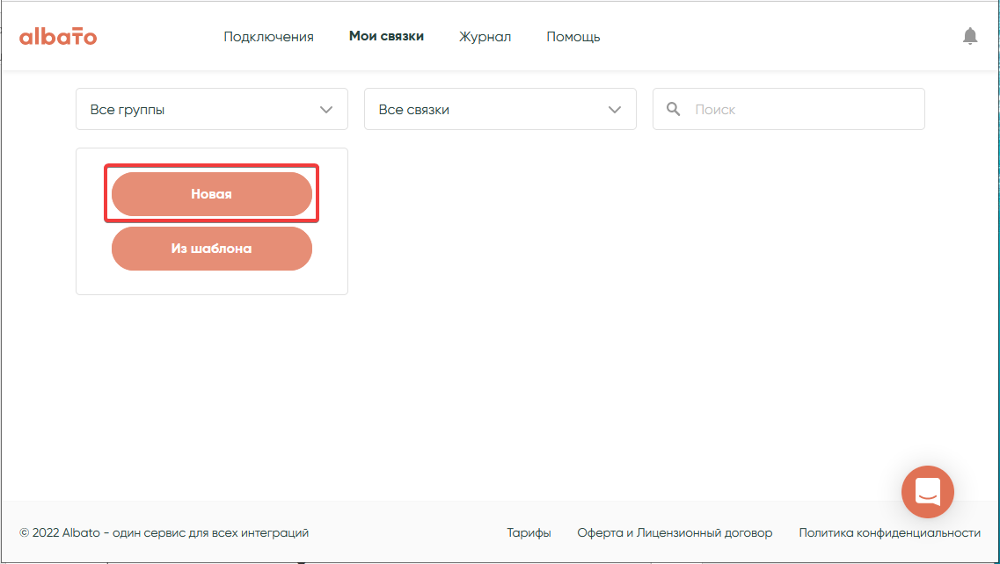 albato
Подключения Мои связки Журнал Помощь
Все группы Все связки Поиск
Новая
Из шаблона
© 2022 Albato - один сервис для всех интеграций Тарифы Оферта и Лицензионный договор Политика конфиденциальности